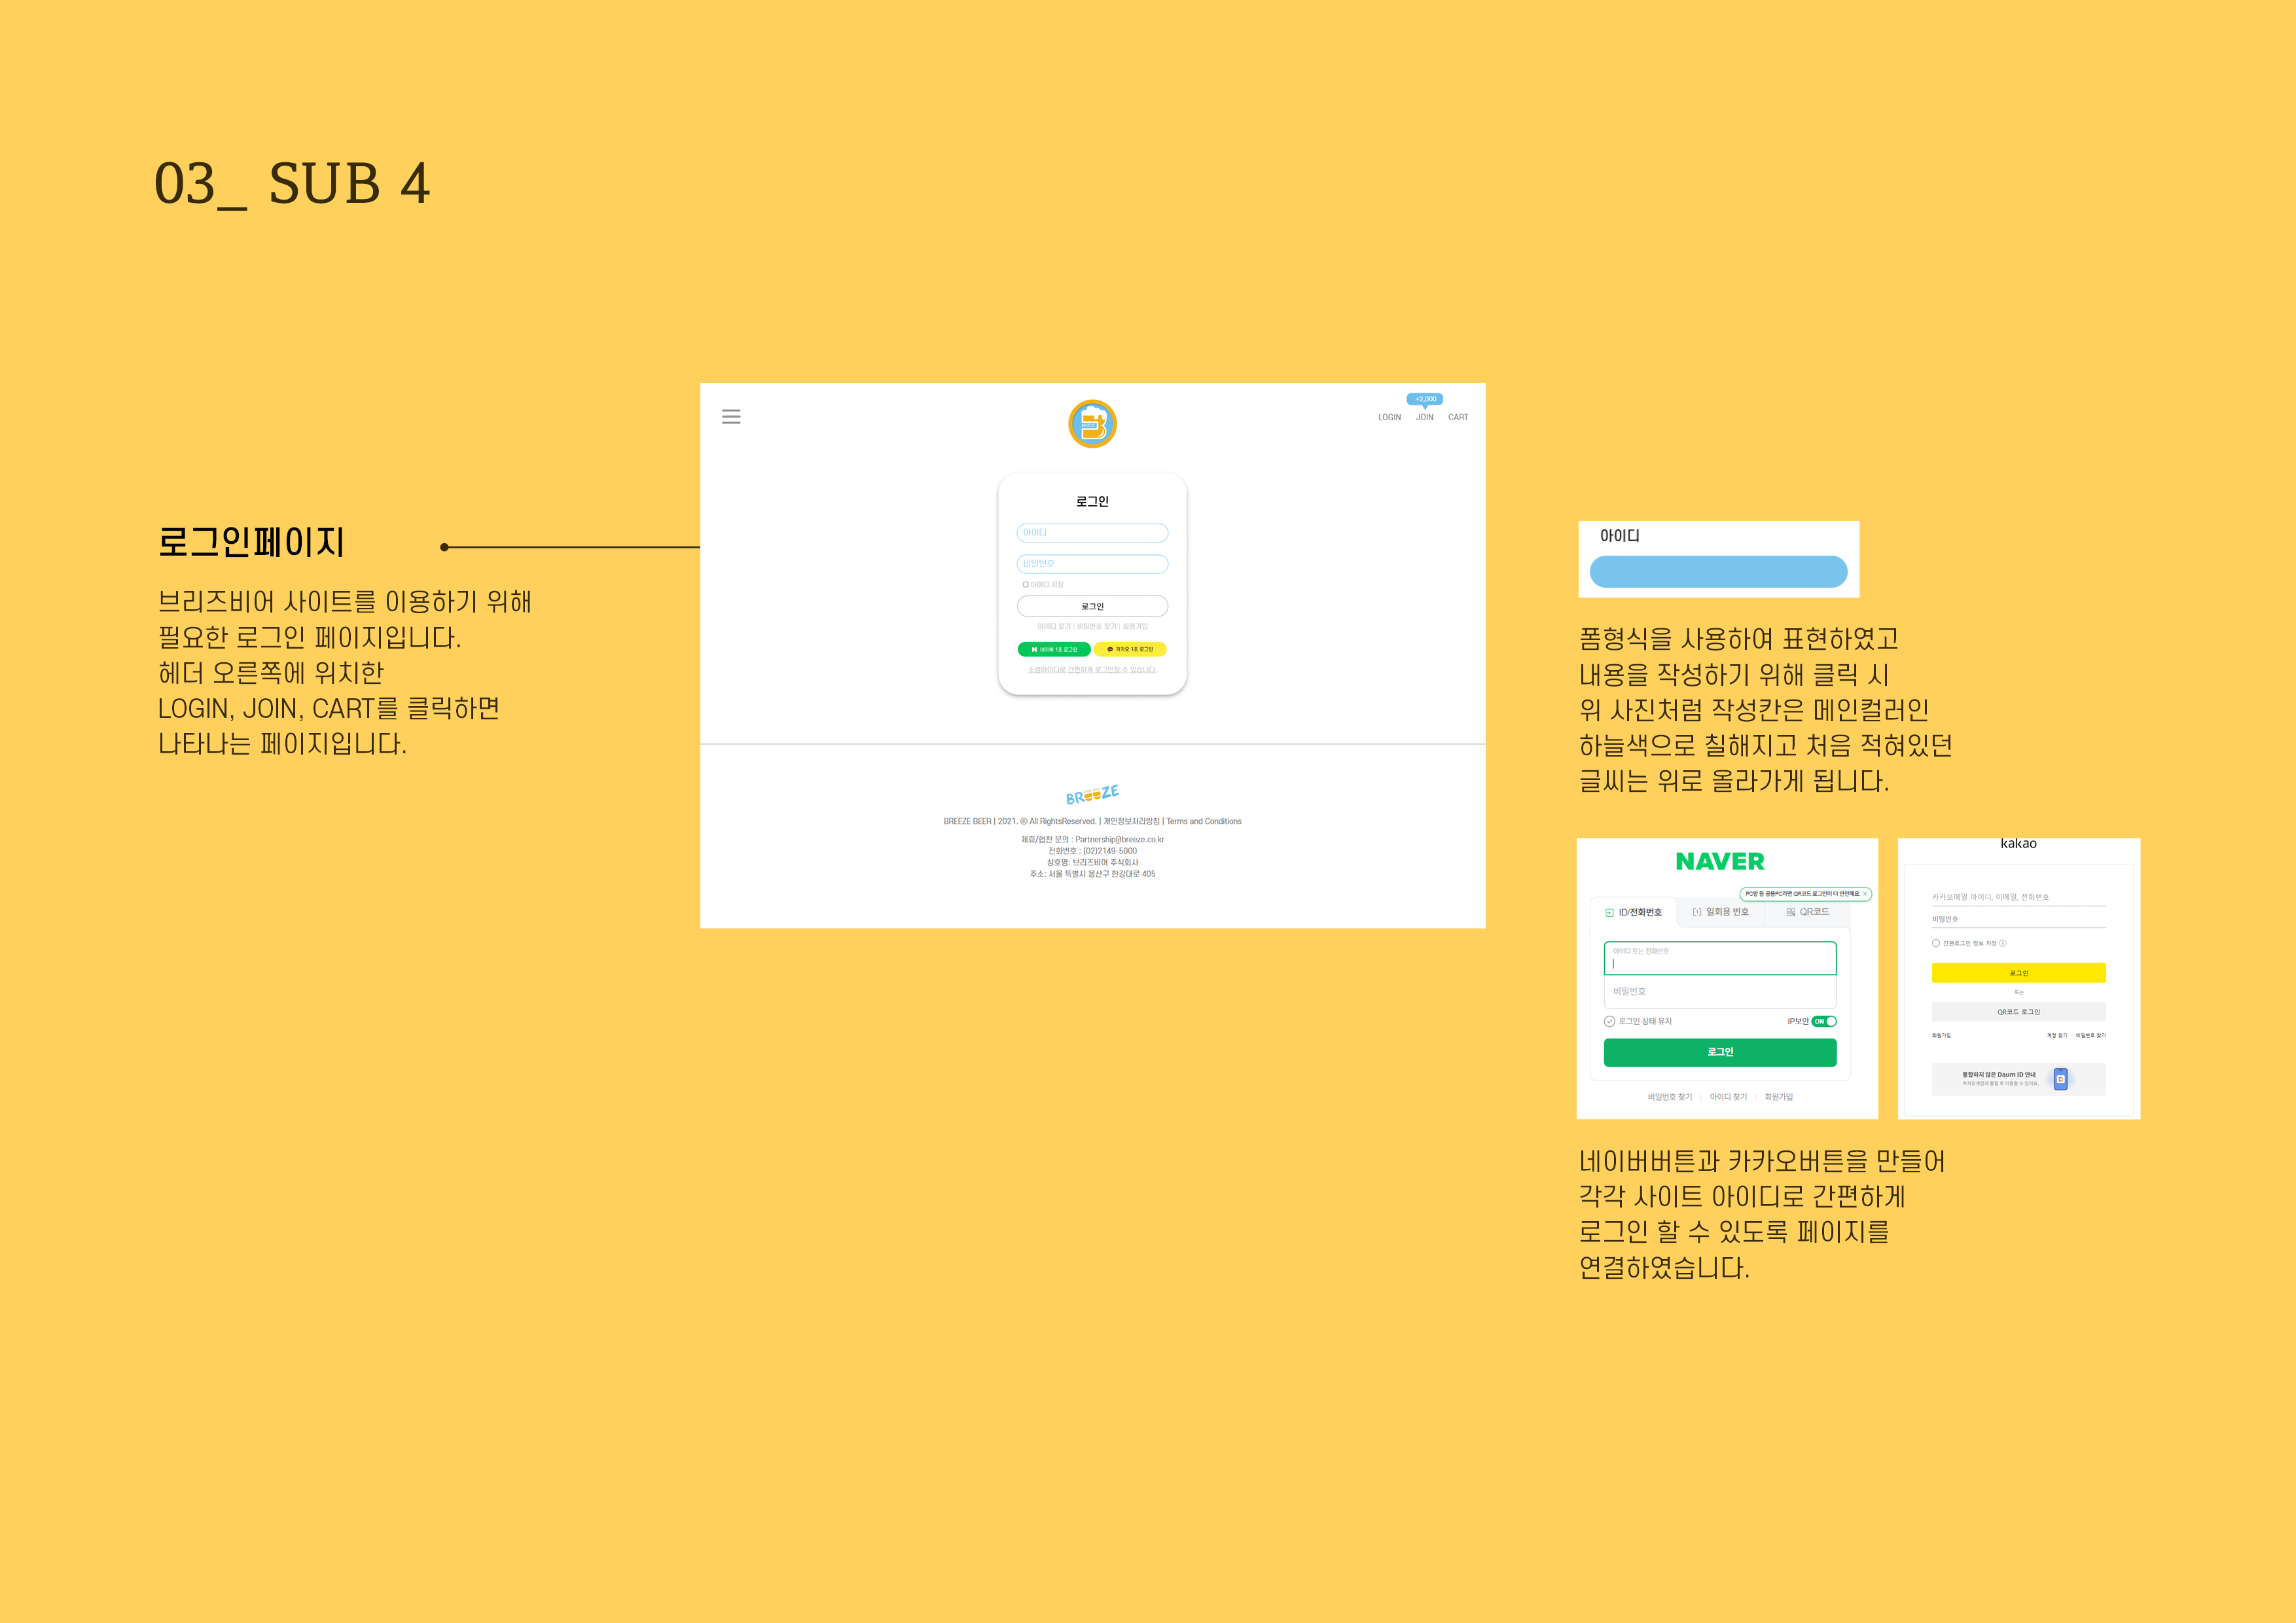 03_ SUB 4
로그인페이지
브리즈비어 사이트를 이용하기 위해
필요한 로그인 페이지입니다.
헤더 오른쪽에 위치한
LOGIN, JOIN, CART를 클릭하면
나타나는 페이지입니다.
BREEZE
+2,000
LOGIN JOIN CART
로그인
아이디
비밀번호
아이디 저장
로그인
아이디 찾기 | 비밀번호 찾기 | 회원가입
N 네이버 1초 로그인 카카오 1초 로그인
소셜아이디로 간편하게 로그인할 수 있습니다.
BREEZE
BREEZE BEER | 2021. ⓒ All RightsReserved. | 개인정보처리방침 | Terms and Conditions
제휴/협찬 문의 : Partnership@breeze.co.kr
전화번호 : (02)2149-5000
상호명: 브리즈비어 주식회사
주소: 서울 특별시 용산구 한강대로 405
아이디
폼형식을 사용하여 표현하였고
내용을 작성하기 위해 클릭 시
위 사진처럼 작성칸은 메인컬러인
하늘색으로 칠해지고 처음 적혀있던
글씨는 위로 올라가게 됩니다.
NAVER
PC방 등 공용PC라면 QR코드 로그인이 더 안전해요 ×
ID/전화번호 일회용 번호 QR코드
아이디 또는 전화번호
비밀번호
로그인 상태 유지 IP보안 ON
로그인
비밀번호 찾기 | 아이디 찾기 | 회원가입
kakao
카카오메일 아이디, 이메일, 전화번호
비밀번호
간편로그인 정보 저장
로그인
또는
QR코드 로그인
회원가입 계정 찾기 비밀번호 찾기
통합하지 않은 Daum ID 안내
카카오계정과 통합 후 이용할 수 있어요.
D
네이버버튼과 카카오버튼을 만들어
각각 사이트 아이디로 간편하게
로그인 할 수 있도록 페이지를
연결하였습니다.